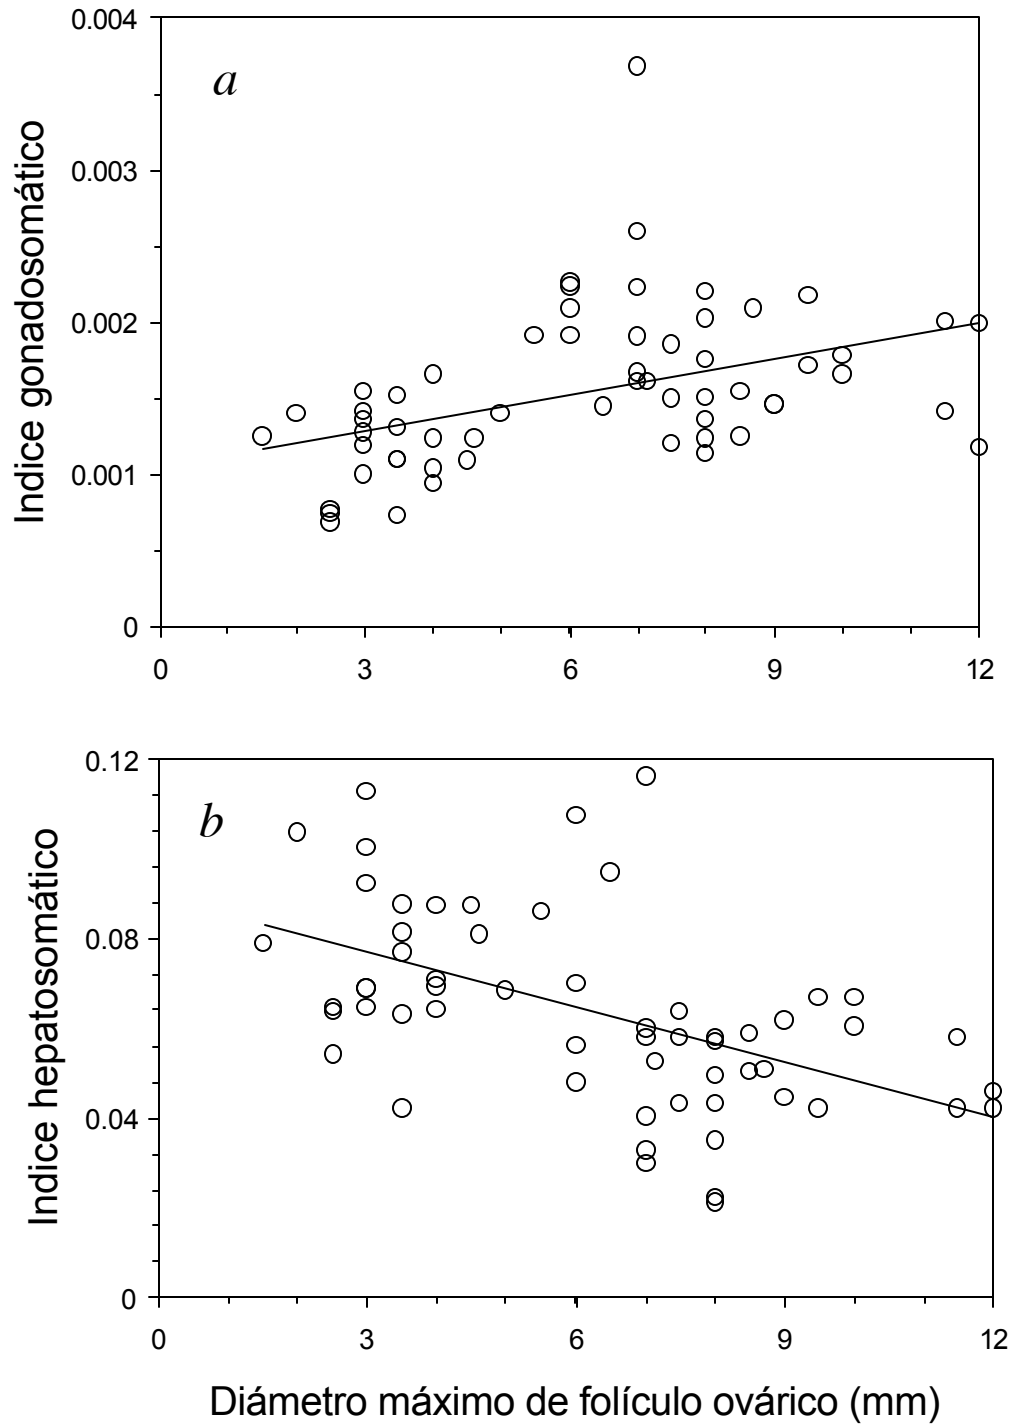 0.004
a
0.003
Indice gonadosomático
0.002
0.001
0
0 3 6 9 12
0.12
b
Indice hepatosomático
0.08
0.04
0
0 3 6 9 12
Diámetro máximo de folículo ovárico (mm)